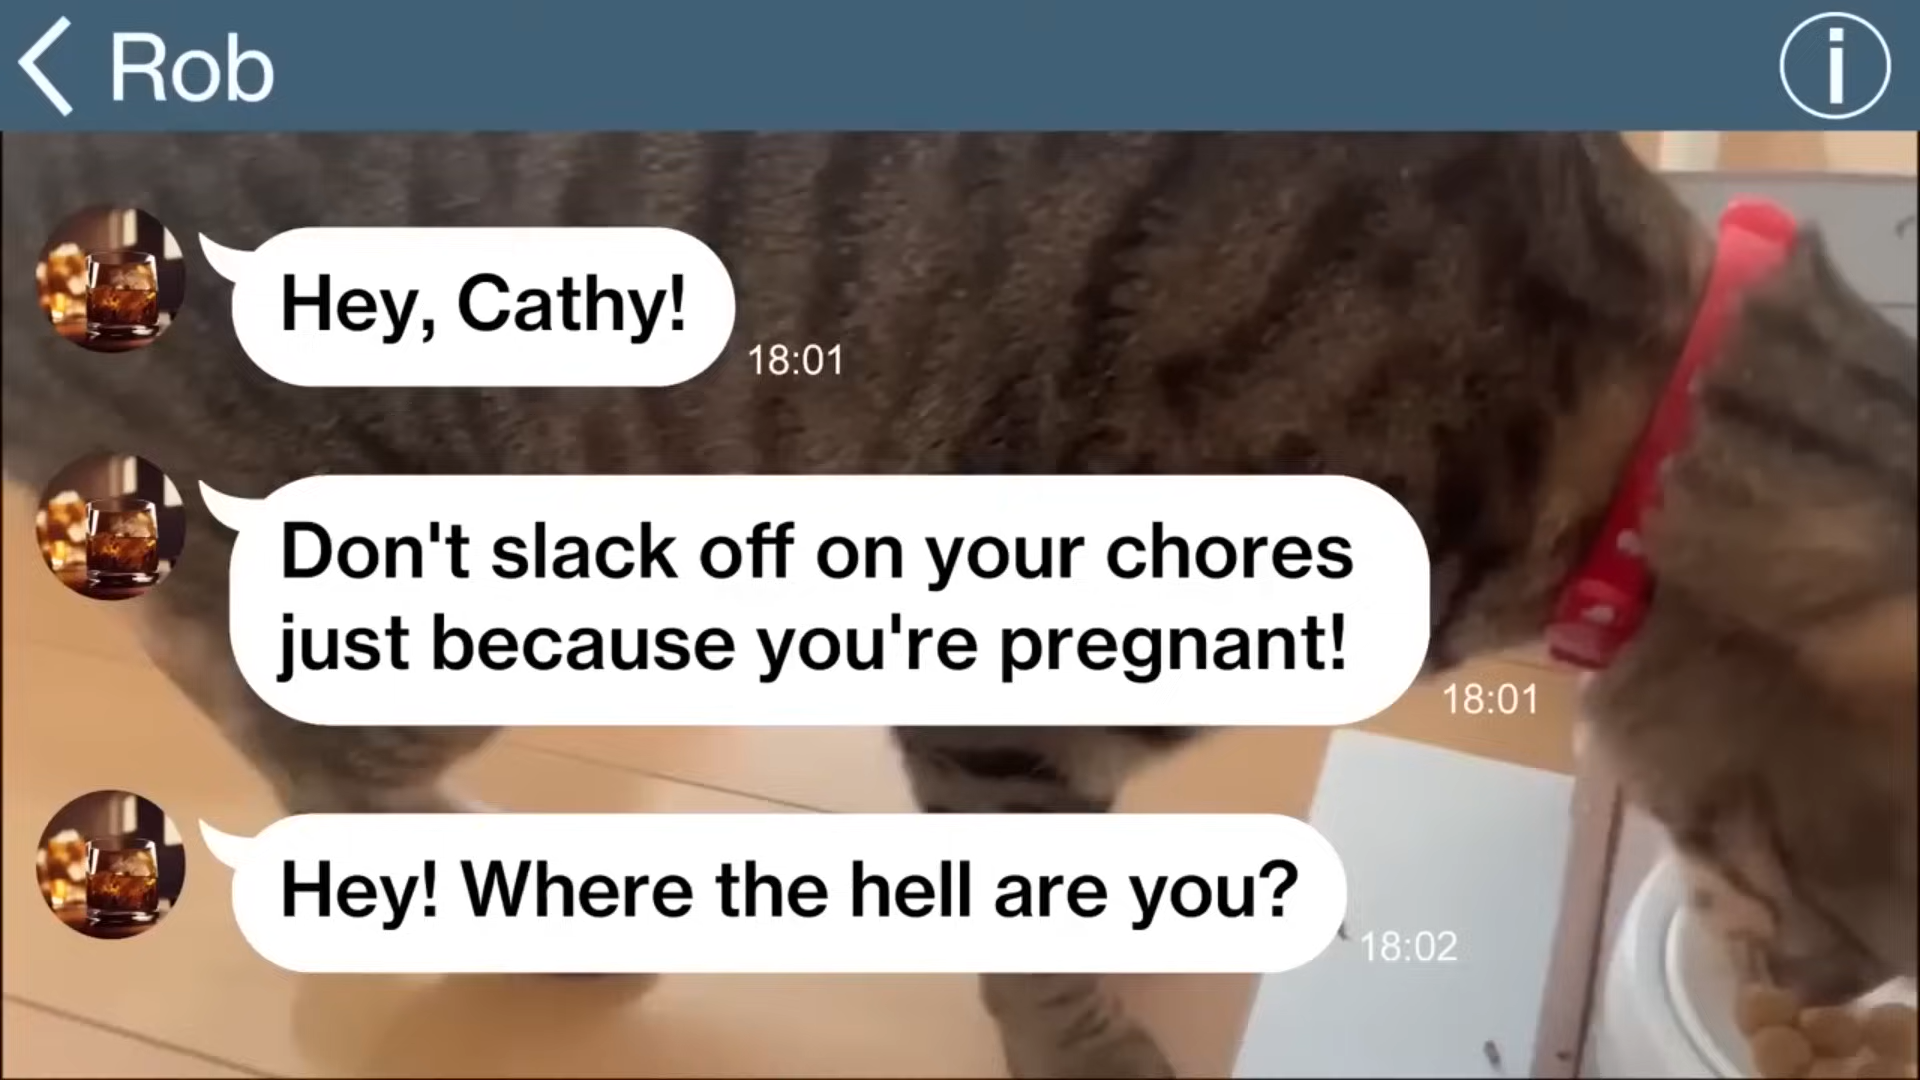 Rob
Hey, Cathy!
18:01
Don't slack off on your chores
just because you're pregnant!
18:01
Hey! Where the hell are you?
18:02